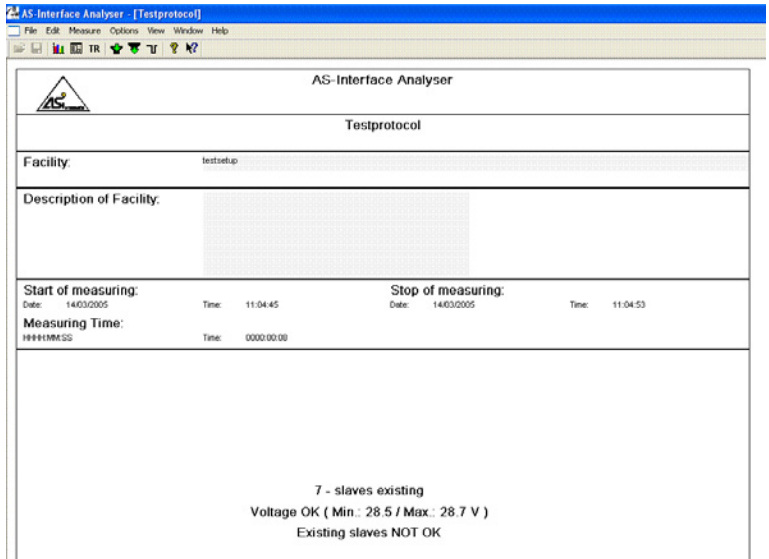 AS-Interface Analyser - [Testprotocol]
File Edit Measure Options View Window Help
TR
AS-Interface Analyser
Testprotocol
Facility: testsetup
Description of Facility:
Start of measuring: Stop of measuring:
Date: 14/03/2005 Time: 11:04:45 Date: 14/03/2005 Time: 11:04:53
Measuring Time:
HHHH:MM:SS Time: 0000:00:08
7 - slaves existing
Voltage OK ( Min.: 28.5 / Max.: 28.7 V )
Existing slaves NOT OK